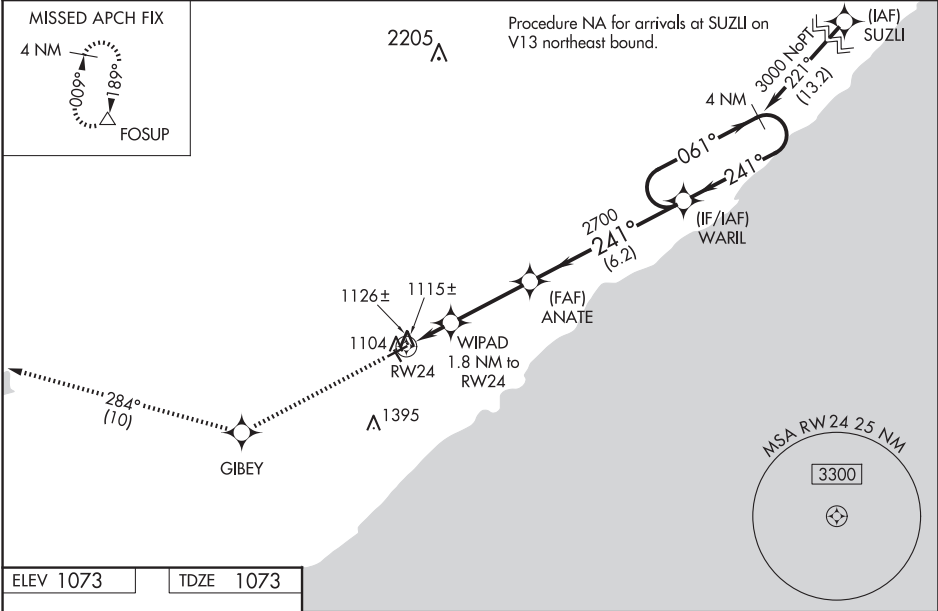 MISSED APCH FIX
4 NM
009°
189°
FOSUP
2205
Procedure NA for arrivals at SUZLI on
V13 northeast bound.
(IAF)
SUZLI
3000 NoPT
221°
(13.2)
4 NM
061°
241°
(IF/IAF)
WARIL
2700
241°
(6.2)
(FAF)
ANATE
1126±
1115±
1104
RW24
WIPAD
1.8 NM to
RW24
284°
(10)
GIBEY
1395
MSA RW24 25 NM
3300
ELEV 1073
TDZE 1073